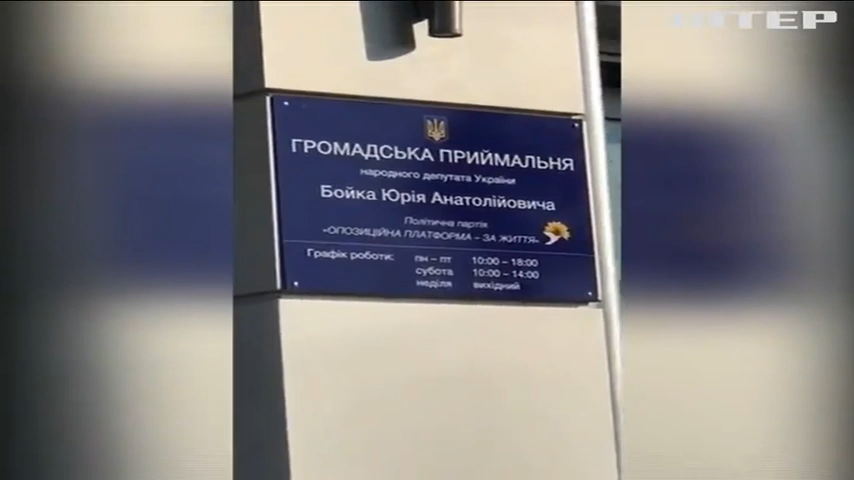 ІНТЕР
ГРОМАДСЬКА ПРИЙМАЛЬНЯ
народного депутата України
Бойка Юрія Анатолійовича
Політична партія
«ОПОЗИЦІЙНА ПЛАТФОРМА – ЗА ЖИТТЯ»
Графік роботи: пн – пт 10:00 – 18:00
субота 10:00 – 14:00
неділя вихідний